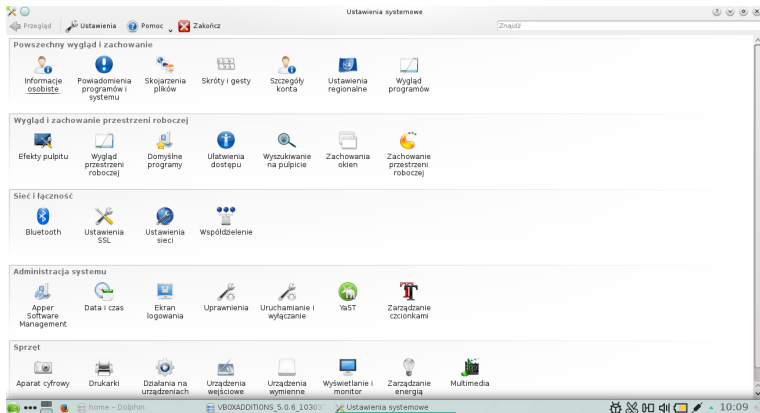 Ustawienia systemowe
Przegląd Ustawienia Pomoc Zakończ Znajdź
Powszechny wygląd i zachowanie
Informacje osobiste
Powiadomienia programów i systemu
Skojarzenia plików
Skróty i gesty
Szczegóły konta
Ustawienia regionalne
Wygląd programów
Wygląd i zachowanie przestrzeni roboczej
Efekty pulpitu
Wygląd przestrzeni roboczej
Domyślne programy
Ułatwienia dostępu
Wyszukiwanie na pulpicie
Zachowania okien
Zachowanie przestrzeni roboczej
Sieć i łączność
Bluetooth
Ustawienia SSL
Ustawienia sieci
Współdzielenie
Administracja systemu
Apper Software Management
Data i czas
Ekran logowania
Uprawnienia
Uruchamianie i wyłączanie
YaST
Zarządzanie czcionkami
Sprzęt
Aparat cyfrowy
Drukarki
Działania na urządzeniach
Urządzenia wejściowe
Urządzenia wymienne
Wyświetlanie i monitor
Zarządzanie energią
Multimedia
home – Dolphin
VBOXADDITIONS_5.0.6_10303
Ustawienia systemowe
10:09